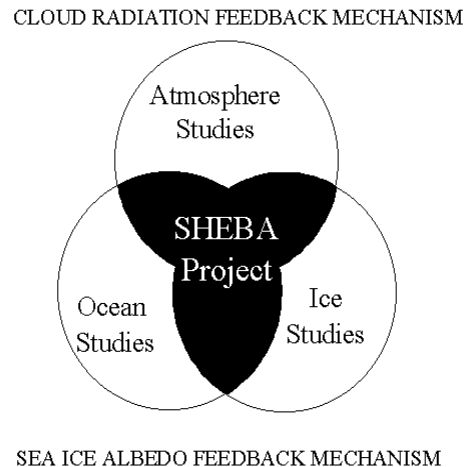 CLOUD RADIATION FEEDBACK MECHANISM
Atmosphere
Studies
SHEBA
Project
Ocean
Studies
Ice
Studies
SEA ICE ALBEDO FEEDBACK MECHANISM